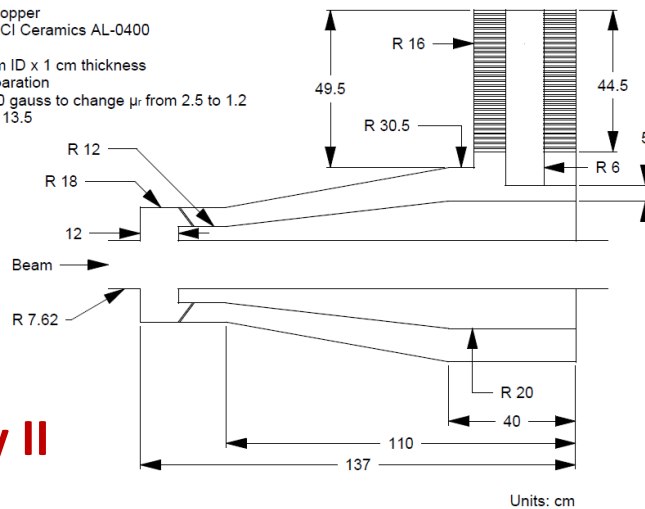 opper
CI Ceramics AL-0400
ID x 1 cm thickness
paration
0 gauss to change μr from 2.5 to 1.2
13.5
R 16
49.5
44.5
R 30.5
5
R 12
R 6
R 18
12
Beam
R 7.62
R 20
40
110
137
II
Units: cm